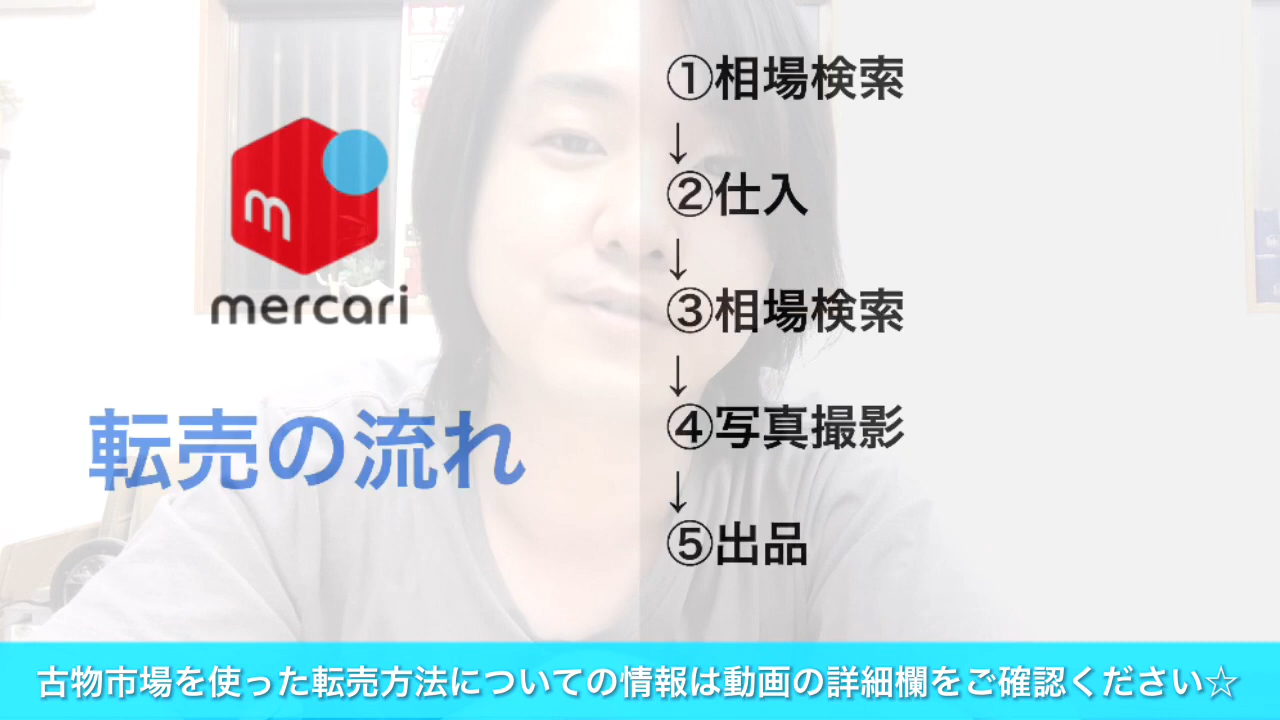 m
mercari
転売の流れ
①相場検索
↓
②仕入
↓
③相場検索
↓
④写真撮影
↓
⑤出品
古物市場を使った転売方法についての情報は動画の詳細欄をご確認ください☆